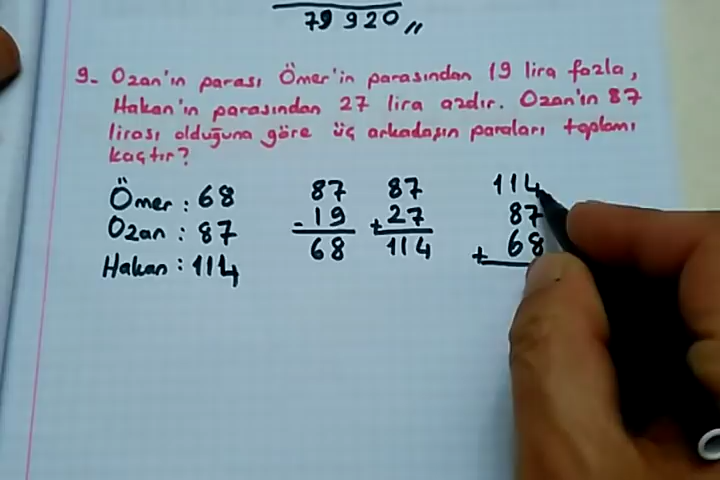 79920 //
9- Ozan'ın parası Ömer'in parasından 19 lira fazla,
Hakan'ın parasından 27 lira azdır. Ozan'ın 87
lirası olduğuna göre üç arkadaşın paraları toplamı
kaçtır?
Ömer : 68
Ozan : 87
Hakan : 114
87
- 19
68
87
+ 27
114
114
87
+ 68